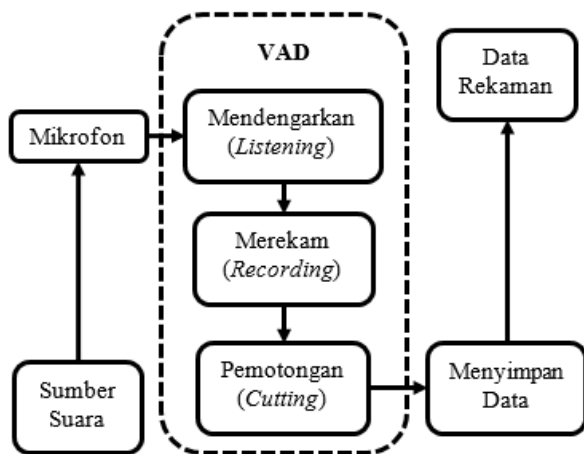 VAD
Mendengarkan
(Listening)
Merekam
(Recording)
Pemotongan
(Cutting)
Mikrofon
Sumber
Suara
Data
Rekaman
Menyimpan
Data